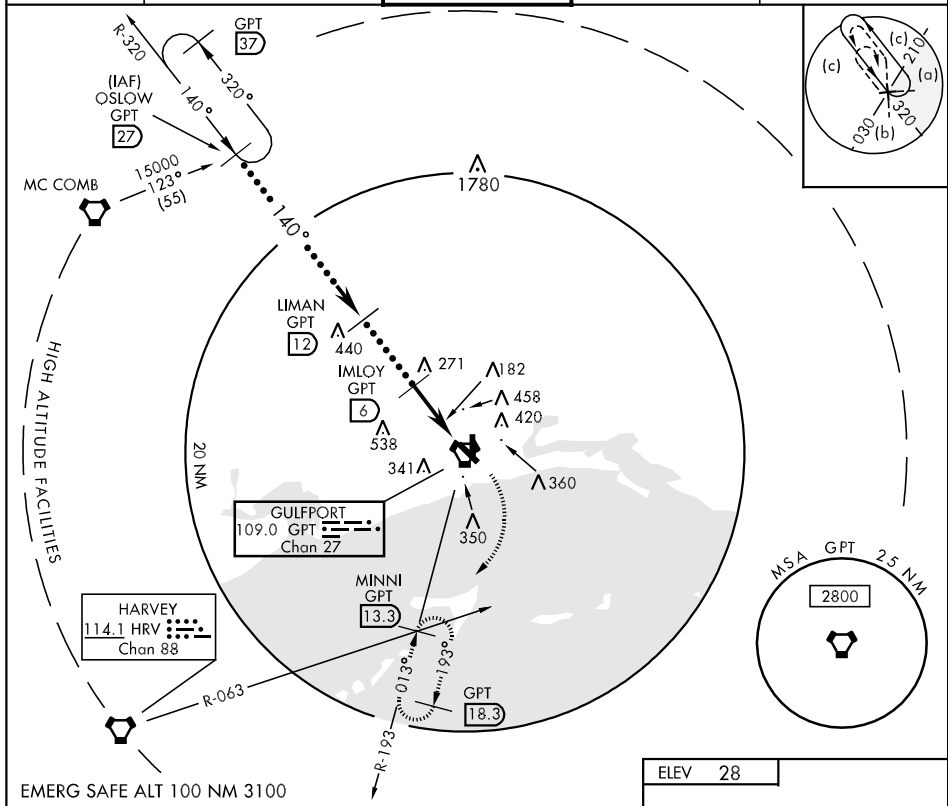 R-320
GPT
37
320°
140°
(IAF)
OSLOW
GPT
27
(c)
(c)
210
(a)
320
(b)
030
MC COMB
15000
123°
(55)
1780
140°
LIMAN
GPT
12
440
IMLOY
GPT
6
271
182
458
420
538
341
360
350
HIGH ALTITUDE FACILITIES
20 NM
GULFPORT
109.0 GPT
Chan 27
MINNI
GPT
13.3
013°
193°
GPT
18.3
R-193
HARVEY
114.1 HRV
Chan 88
R-063
MSA GPT 25 NM
2800
EMERG SAFE ALT 100 NM 3100
ELEV 28